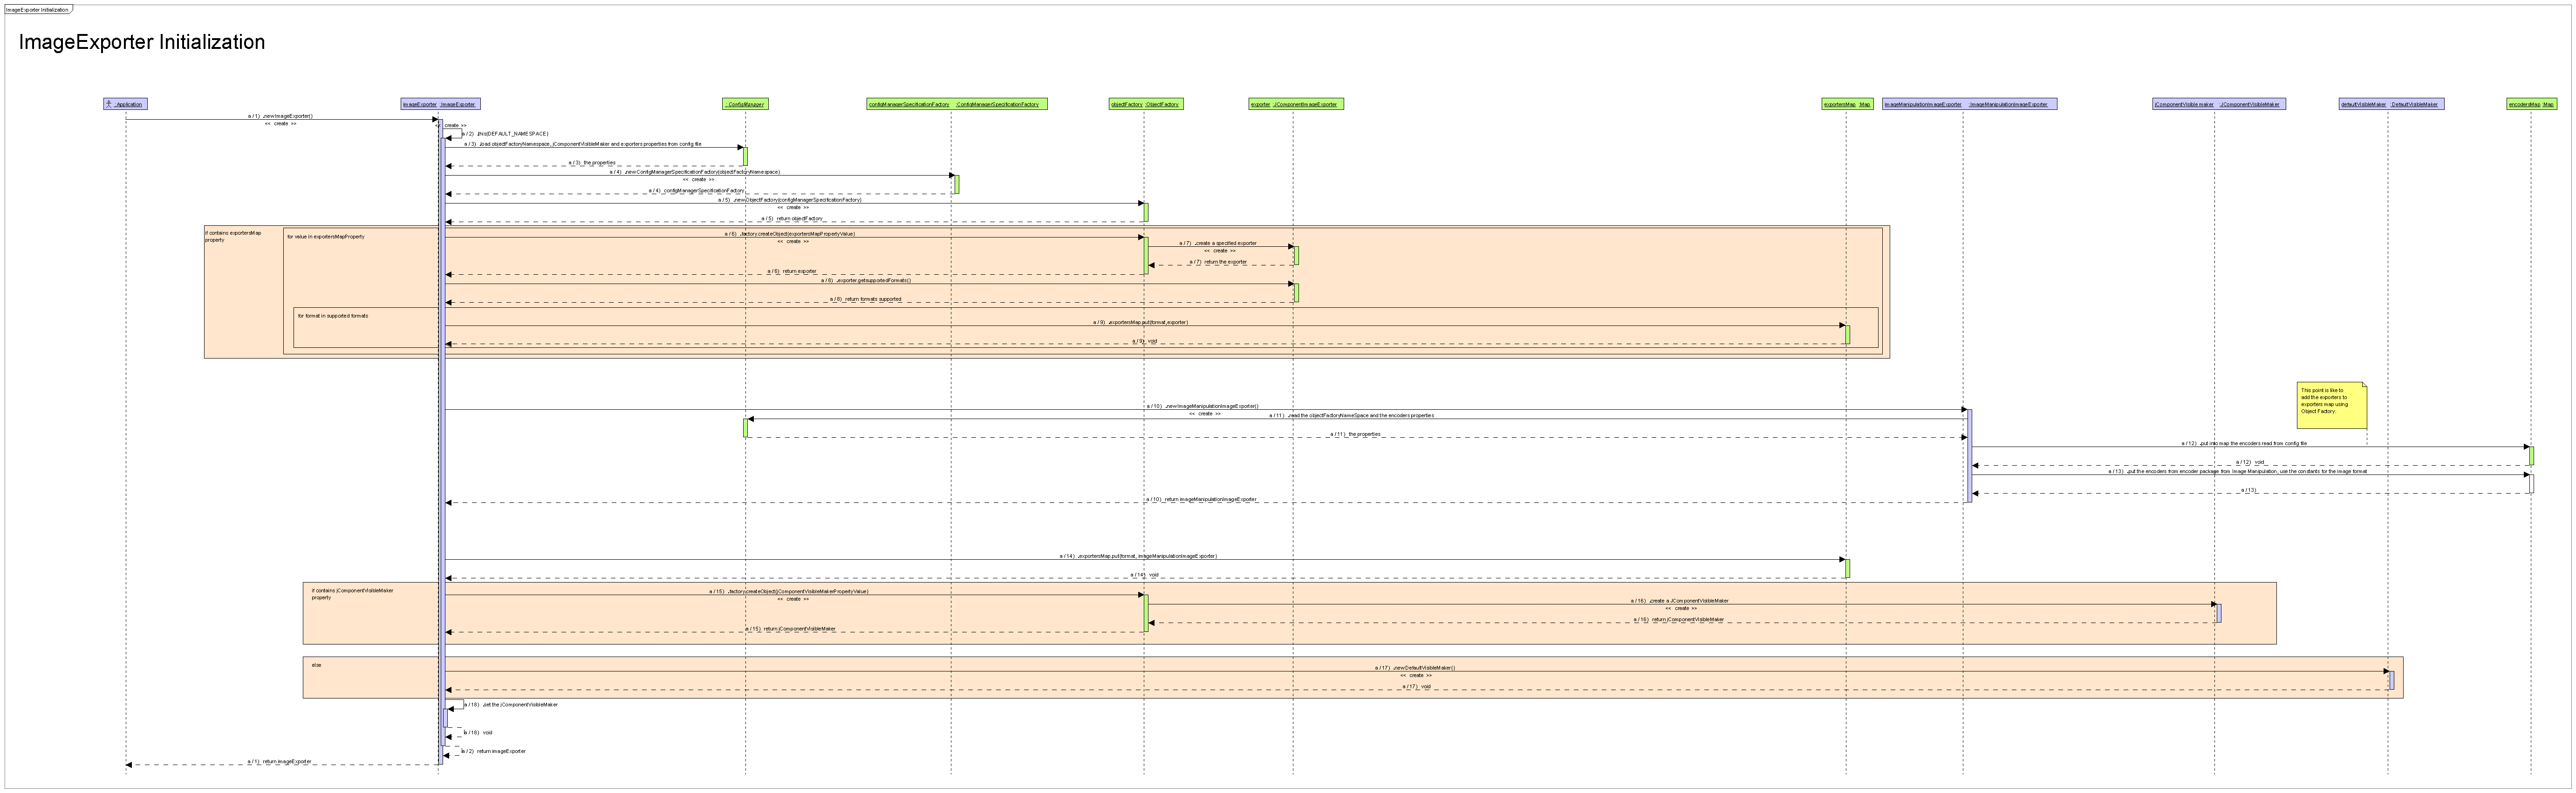 ImageExporter Initialization
ImageExporter Initialization
:Application
imageExporter :ImageExporter
:ConfigManager
configManagerSpecificationFactory :ConfigManagerSpecificationFactory
objectFactory :ObjectFactory
exporter :JComponentImageExporter
exportersMap :Map
imageManipulationImageExporter :ImageManipulationImageExporter
jComponentVisible maker :JComponentVisibleMaker
defaultVisibleMaker :DefaultVisibleMaker
encodersMap :Map
a / 1) :.newImageExporter()
<< create >>
<< create >>
a / 2) :.this(DEFAULT_NAMESPACE)
a / 3) :.load objectFactoryNamespace, jComponentVisibleMaker and exporters properties from config file
a / 3) the properties
a / 4) :.new ConfigManagerSpecificationFactory(objectFactoryNamespace)
<< create >>
a / 4) configManagerSpecificationFactory
a / 5) :.new ObjectFactory(configManagerSpecificationFactory)
<< create >>
a / 5) return objectFactory
if contains exportersMap
property
for value in exportersMapProperty
a / 6) :.factory.createObject(exportersMapPropertyValue)
<< create >>
a / 7) :.create a specified exporter
<< create >>
a / 7) return the exporter
a / 6) return exporter
a / 8) :.exporter.getsupportedFormats()
a / 8) return formats supported
for format in supported formats
a / 9) :.exportersMap.put(format,exporter)
a / 9) void
This point is like to
add the exporters to
exporters map using
Object Factory.
a / 10) :.new ImageManipulationImageExporter()
<< create >>
a / 11) :.read the objectFactoryNameSpace and the encoders properties
a / 11) the properties
a / 12) :.put into map the encoders read from config file
a / 12) void
a / 13) :.put the encoders from encoder package from Image Manipulation, use the constants for the image format
a / 13)
a / 10) return imageManipulationImageExporter
a / 14) :.exportersMap.put(format, imageManipulationImageExporter)
a / 14) void
if contains jComponentVisibleMaker
property
a / 15) :.factory.createObject(jComponentVisibleMakerPropertyValue)
<< create >>
a / 16) :.create a JComponentVisibleMaker
<< create >>
a / 16) return jComponentVisibleMaker
a / 15) return jComponentVisibleMaker
else
a / 17) :.new DefaultVisibleMaker()
<< create >>
a / 17) void
a / 18) :.set the jComponentVisibleMaker
a / 18) void
a / 2) return imageExporter
a / 1) return imageExporter